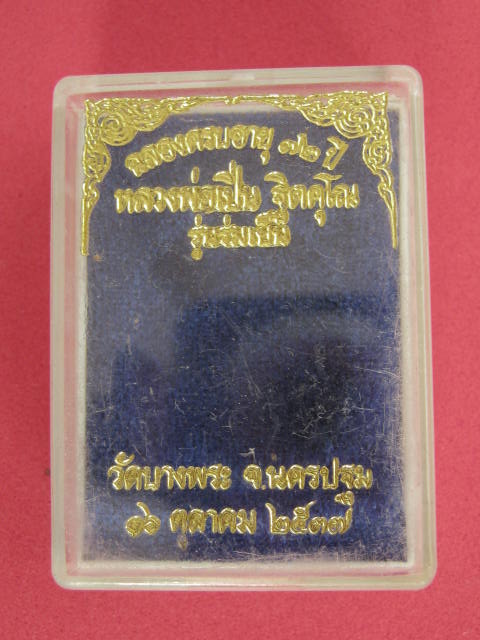 ฉลองครบอายุ ๗๒ ปี
หลวงพ่อเปิ่น ฐิตคุโณ
รุ่นร่มเย็น
วัดบางพระ จ.นครปฐม
๑๖ ตุลาคม ๒๕๓๗